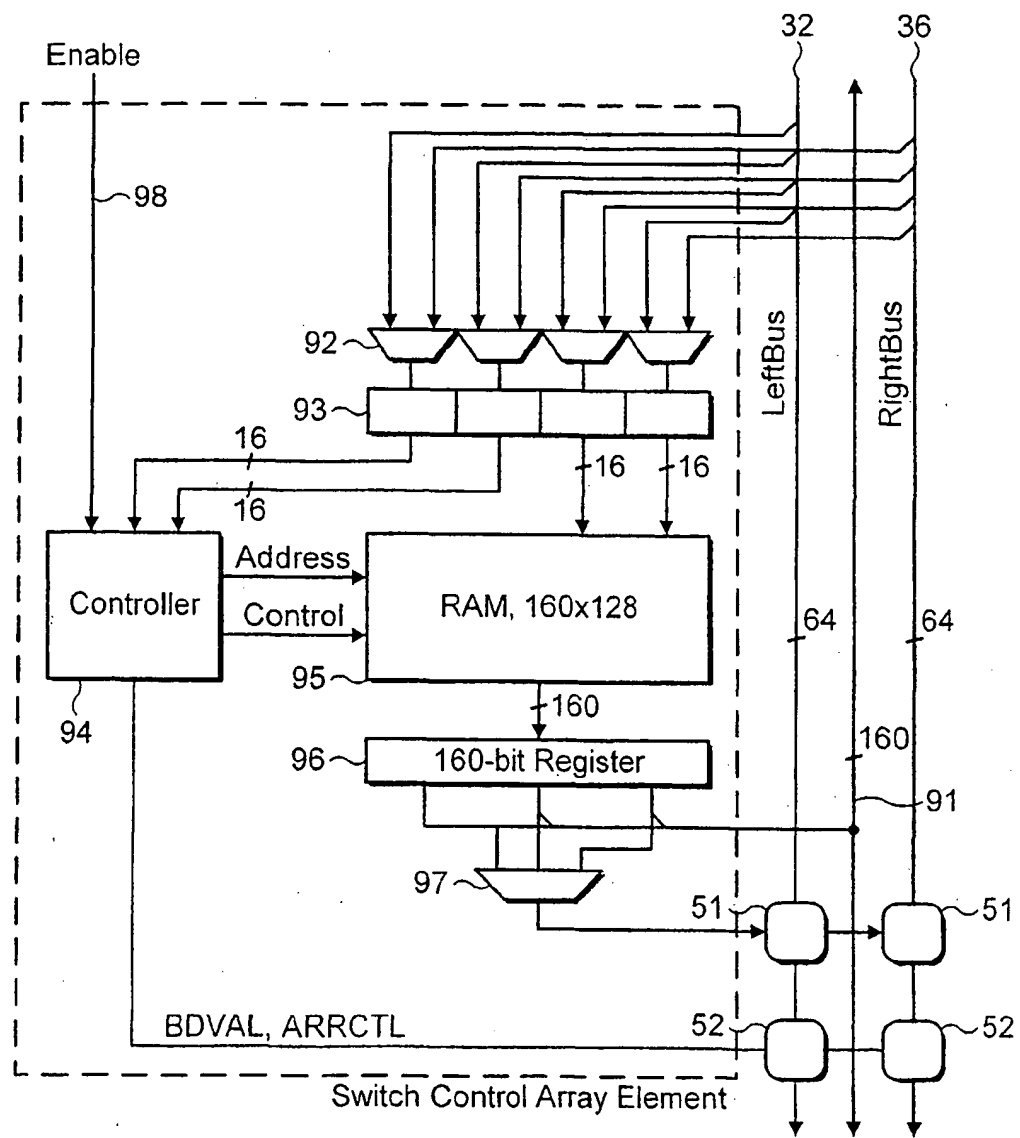 32
36
Enable
98
92
LeftBus
RightBus
93
16
16
16
16
Address
Controller
Control
RAM, 160x128
64
64
95
94
160
160
96
160-bit Register
91
97
51
51
BDVAL, ARRCTL
52
52
Switch Control Array Element